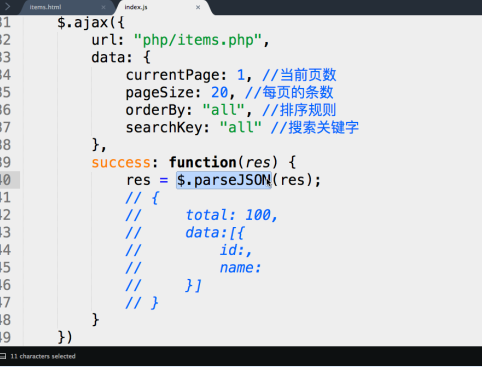 items.html × index.js ×
31 $.ajax({
32 url: "php/items.php",
33 data: {
34 currentPage: 1, //当前页数
35 pageSize: 20, //每页的条数
36 orderBy: "all", //排序规则
37 searchKey: "all" //搜索关键字
38 },
39 success: function(res) {
40 res = $.parseJSON(res);
41 // {
42 // total: 100,
43 // data:[{
44 // id:,
45 // name:
46 // }]
47 // }
48 }
49 })
11 characters selected